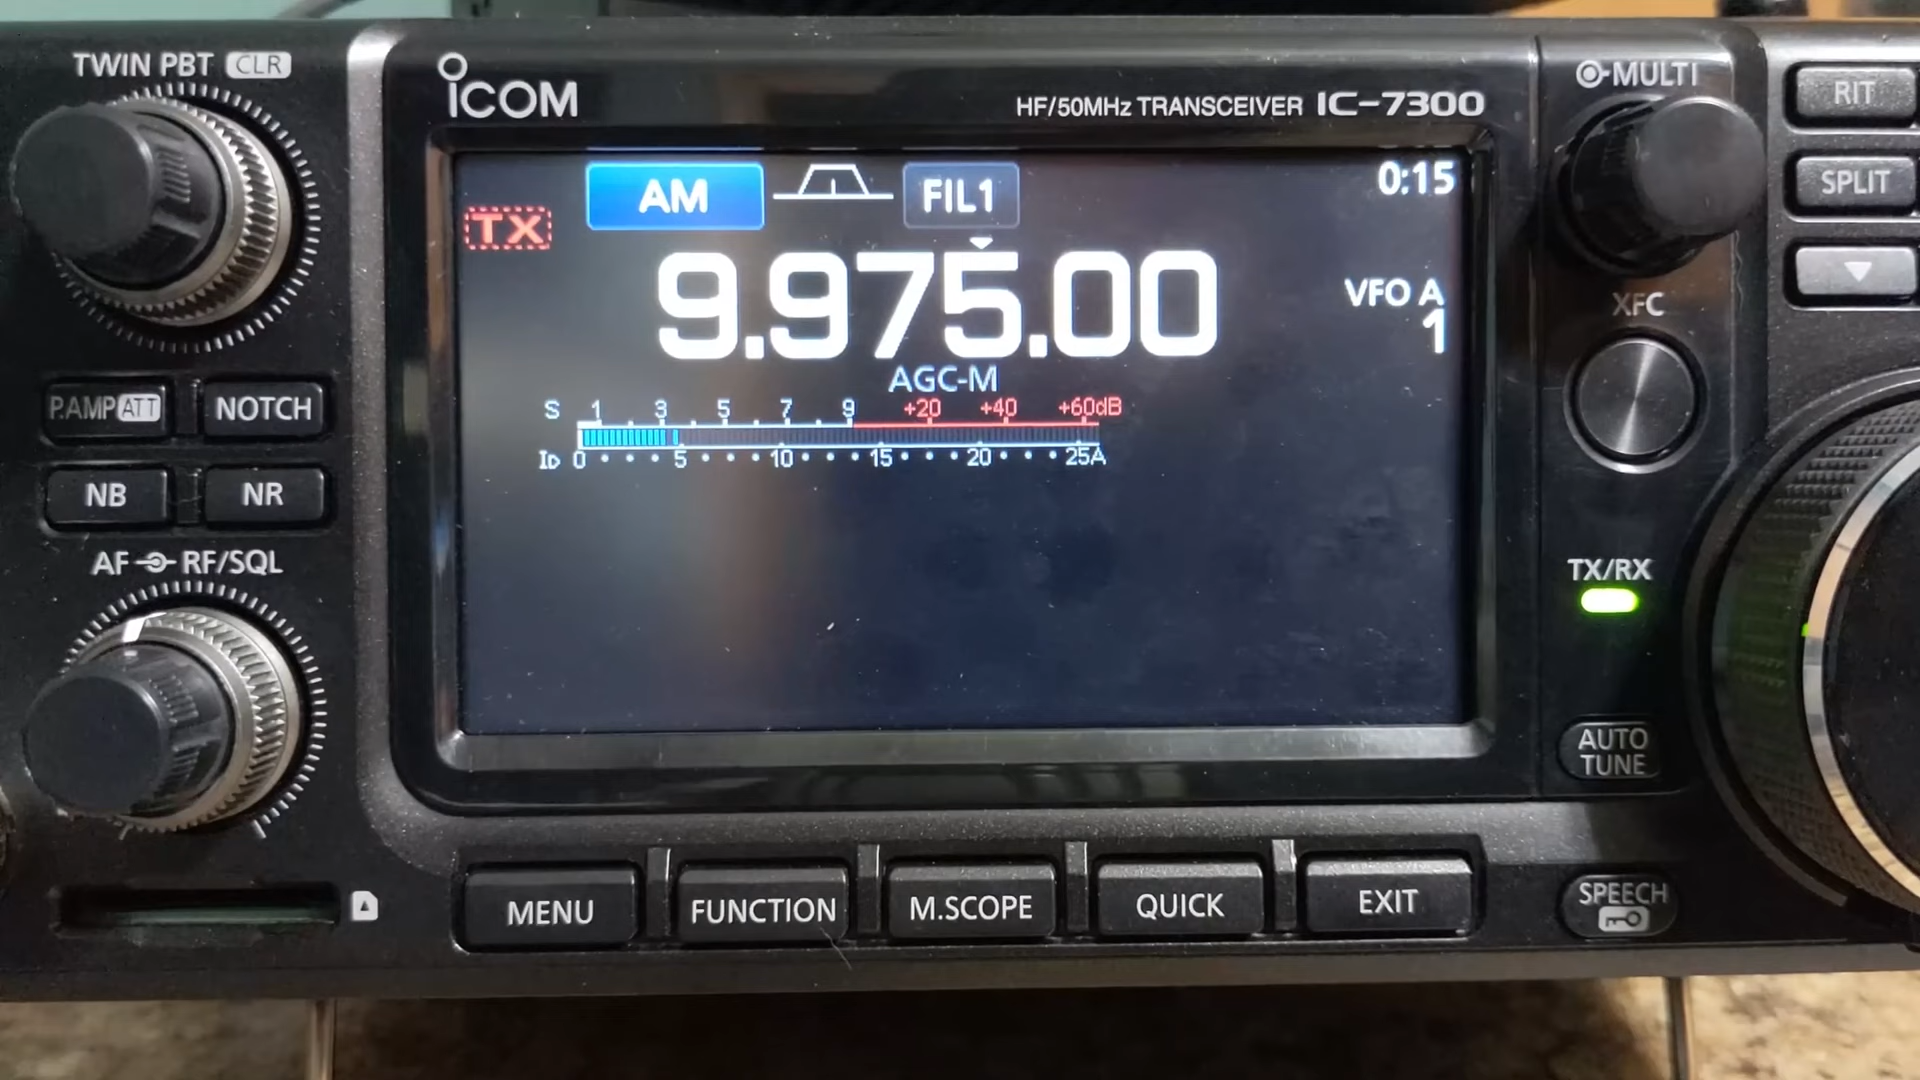 TWIN PBT CLR
ICOM
HF/50MHz TRANSCEIVER IC-7300
MULTI
RIT
SPLIT
AM
FIL1
0:15
TX
9.975.00
VFO A
1
XFC
AGC-M
S 1 3 5 7 9 +20 +40 +60dB
ID 0 5 10 15 20 25A
P.AMP ATT
NOTCH
NB
NR
AF RF/SQL
TX/RX
AUTO
TUNE
MENU
FUNCTION
M.SCOPE
QUICK
EXIT
SPEECH